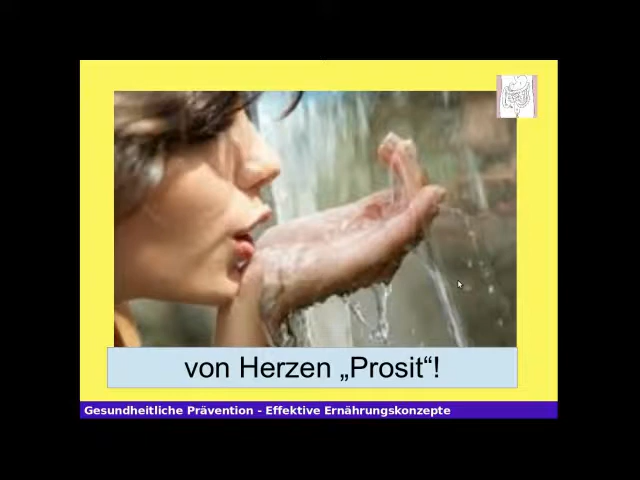 von Herzen „Prosit“!
Gesundheitliche Prävention - Effektive Ernährungskonzepte